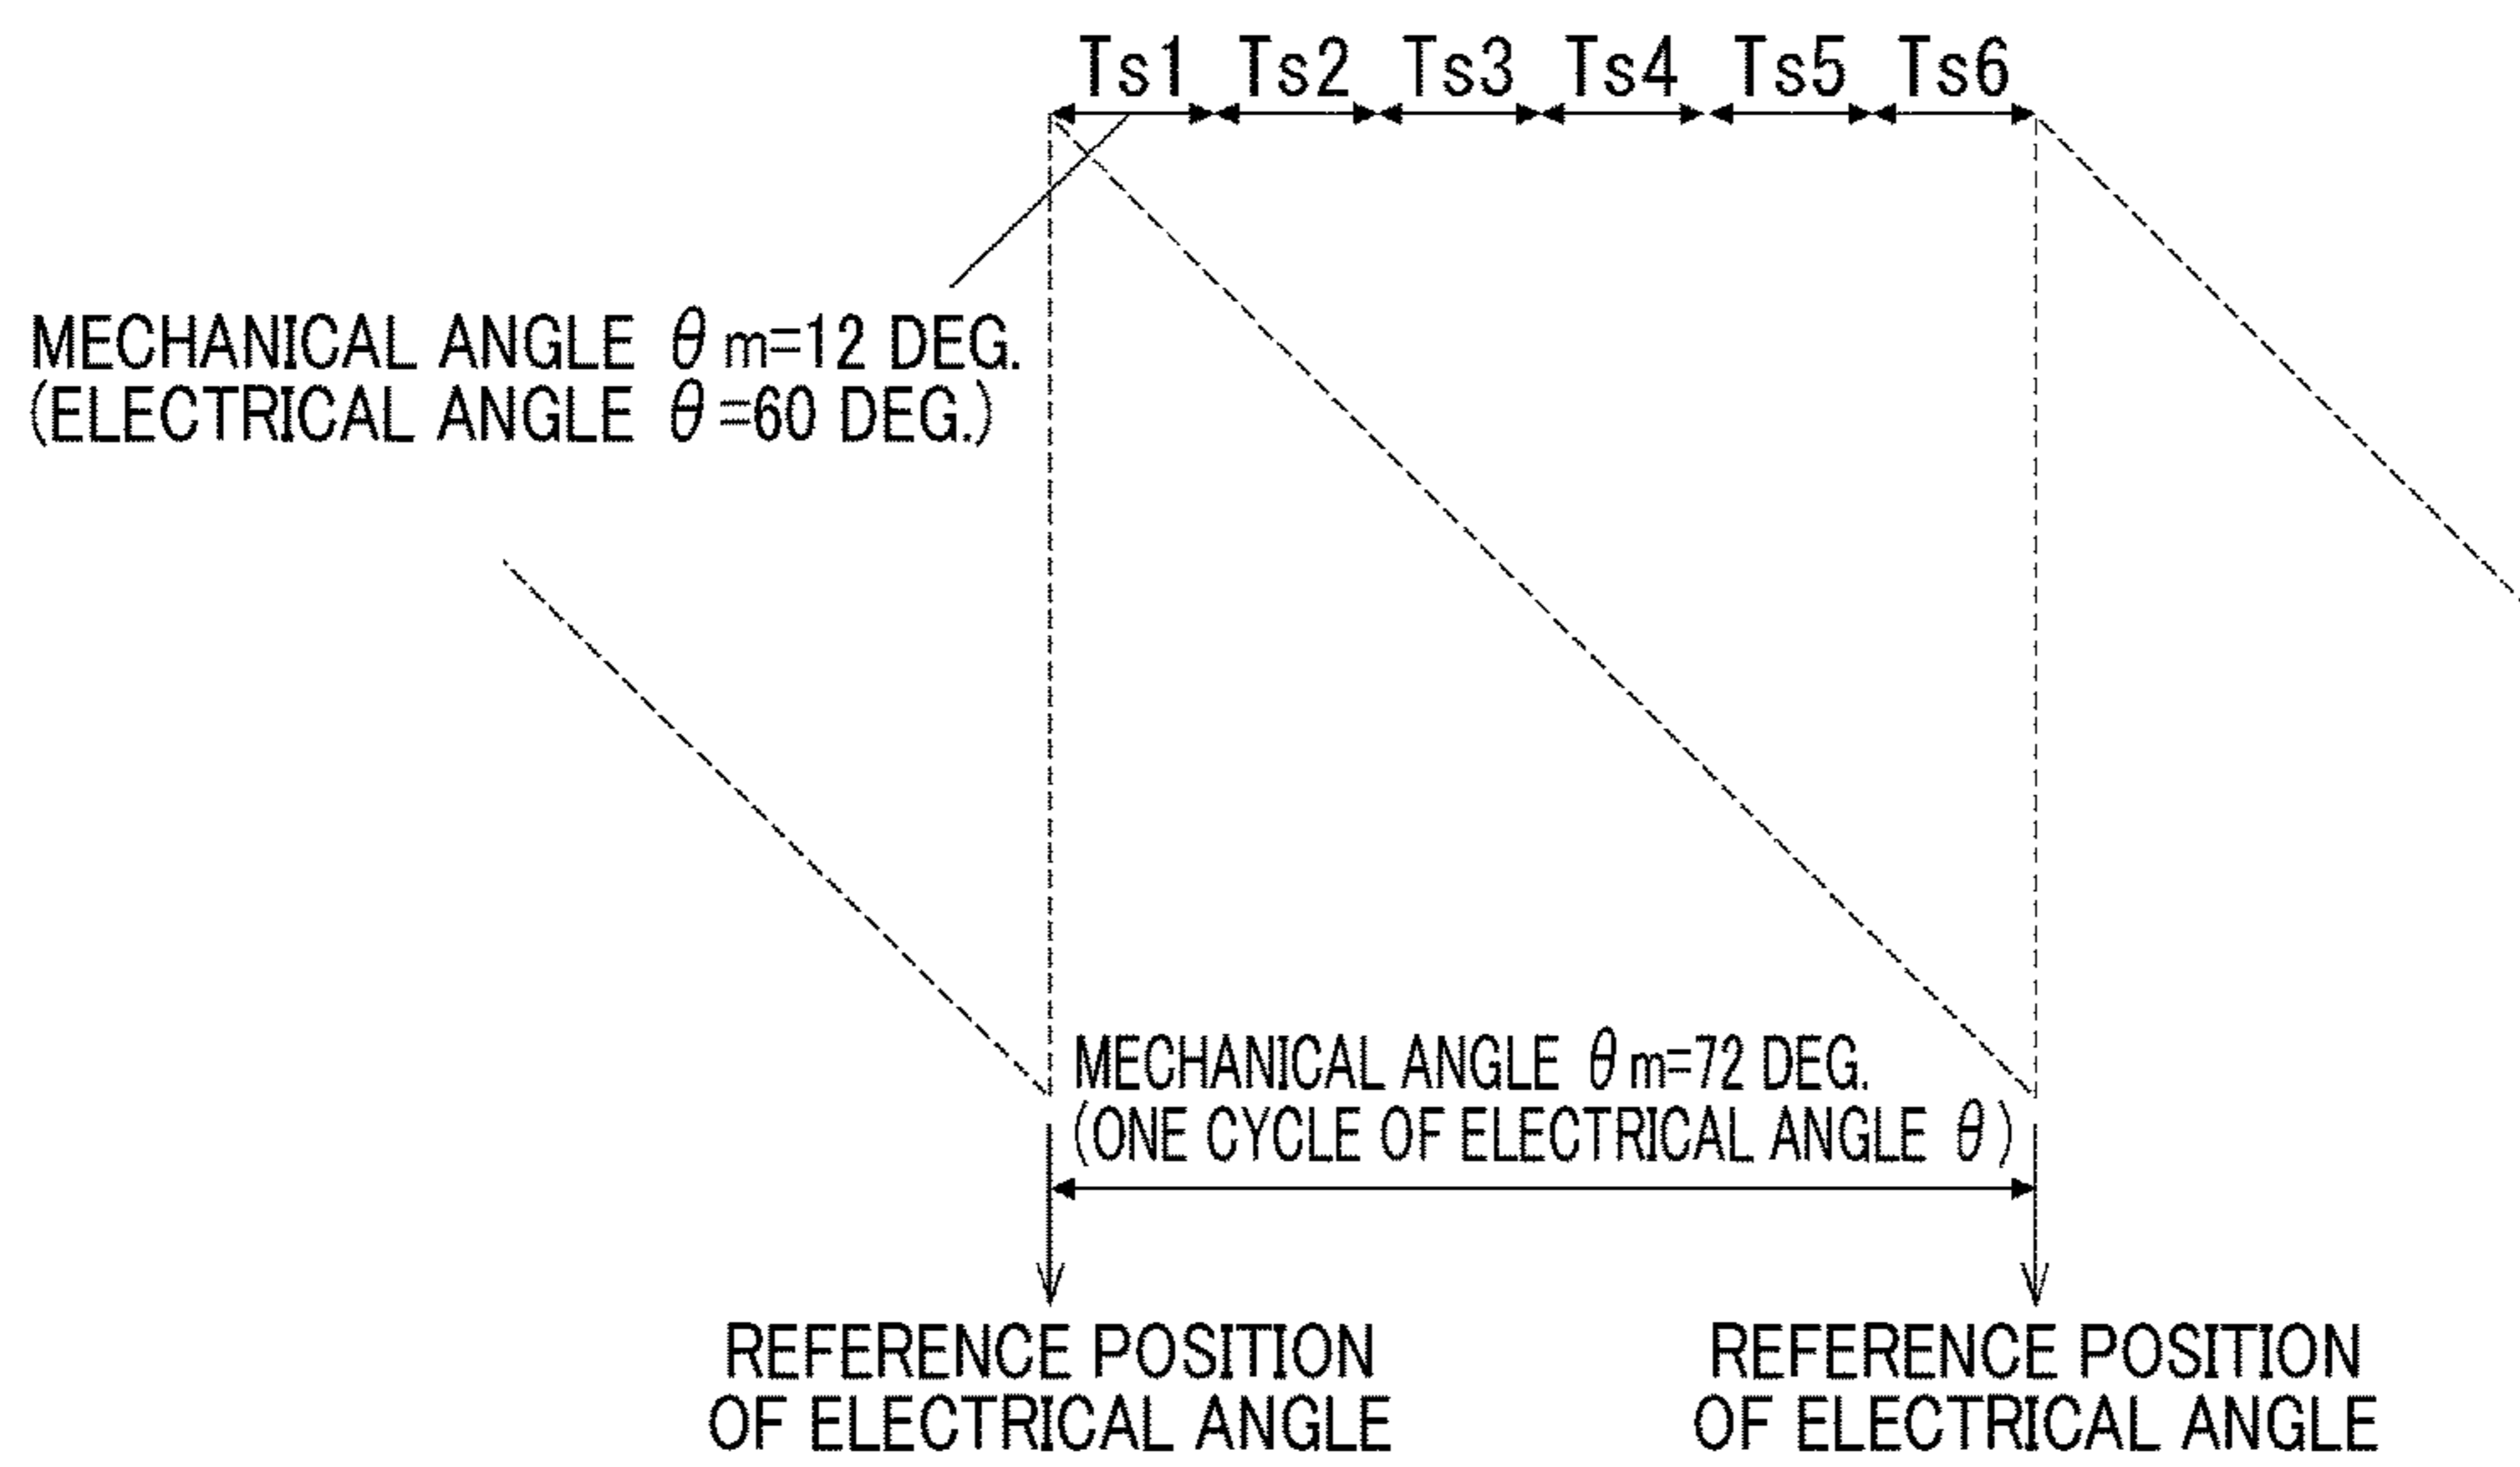 Ts1 Ts2 Ts3 Ts4 Ts5 Ts6
MECHANICAL ANGLE θm=12 DEG.
(ELECTRICAL ANGLE θ=60 DEG.)
MECHANICAL ANGLE θm=72 DEG.
(ONE CYCLE OF ELECTRICAL ANGLE θ)
REFERENCE POSITION
OF ELECTRICAL ANGLE
REFERENCE POSITION
OF ELECTRICAL ANGLE